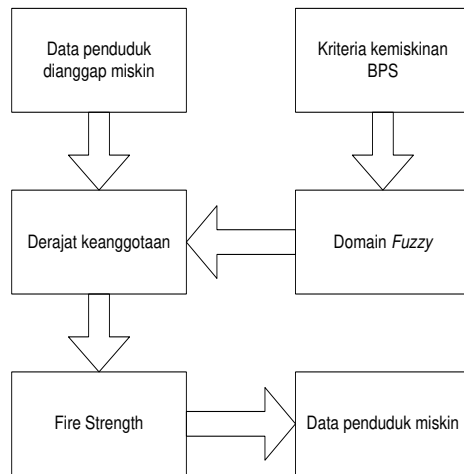 Data penduduk
dianggap miskin
Kriteria kemiskinan
BPS
Derajat keanggotaan
Domain Fuzzy
Fire Strength
Data penduduk miskin